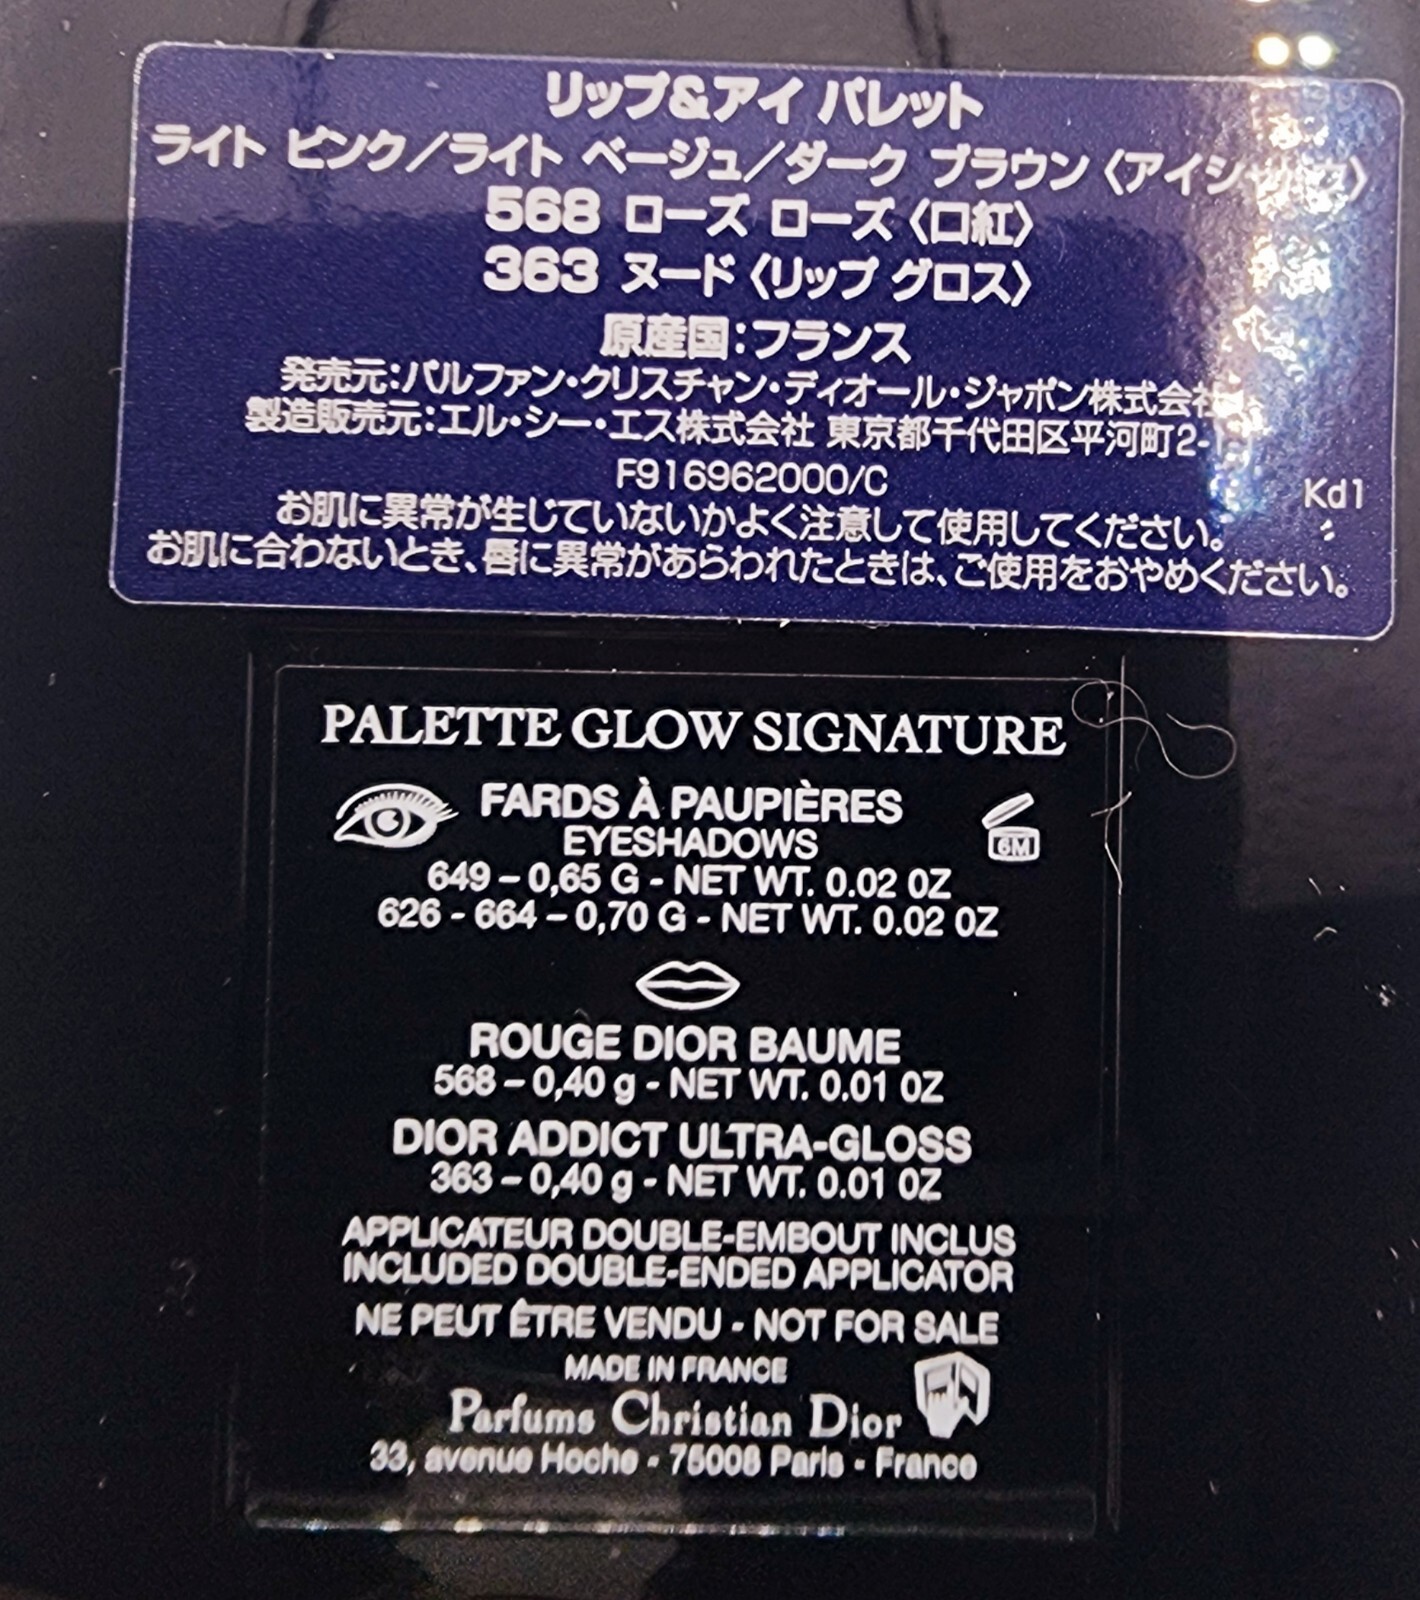 リップ&アイ パレット
ライト ピンク／ライト ベージュ／ダーク ブラウン〈アイシ
568 ローズ ローズ〈口紅〉
363 ヌード〈リップ グロス〉
原産国：フランス
発売元：パルファン・クリスチャン・ディオール・ジャポン株式会社
製造販売元：エル・シー・エス株式会社 東京都千代田区平河町2-1
F916962000/C
Kd1
お肌に異常が生じていないかよく注意して使用してください。
お肌に合わないとき、唇に異常があらわれたときは、ご使用をおやめください。
PALETTE GLOW SIGNATURE
FARDS À PAUPIÈRES
EYESHADOWS
6M
649 – 0,65 G - NET WT. 0.02 OZ
626 - 664 – 0,70 G - NET WT. 0.02 OZ
ROUGE DIOR BAUME
568 – 0,40 g - NET WT. 0.01 OZ
DIOR ADDICT ULTRA-GLOSS
363 – 0,40 g - NET WT. 0.01 OZ
APPLICATEUR DOUBLE-EMBOUT INCLUS
INCLUDED DOUBLE-ENDED APPLICATOR
NE PEUT ÊTRE VENDU - NOT FOR SALE
MADE IN FRANCE
Parfums Christian Dior
33, avenue Hoche - 75008 Paris - France